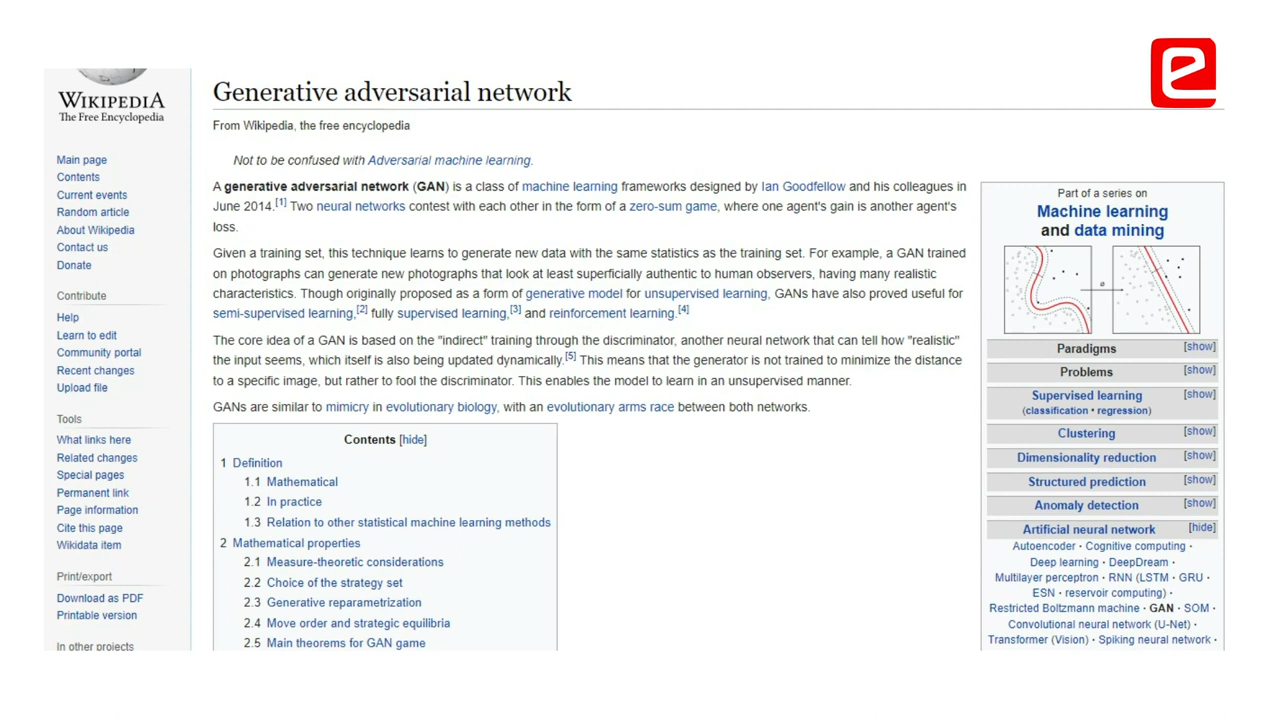 WIKIPEDIA
The Free Encyclopedia
Main page
Contents
Current events
Random article
About Wikipedia
Contact us
Donate
Contribute
Help
Learn to edit
Community portal
Recent changes
Upload file
Tools
What links here
Related changes
Special pages
Permanent link
Page information
Cite this page
Wikidata item
Print/export
Download as PDF
Printable version
In other projects
Generative adversarial network
From Wikipedia, the free encyclopedia
Not to be confused with Adversarial machine learning.
A generative adversarial network (GAN) is a class of machine learning frameworks designed by Ian Goodfellow and his colleagues in
June 2014.[1] Two neural networks contest with each other in the form of a zero-sum game, where one agent's gain is another agent's
loss.
Given a training set, this technique learns to generate new data with the same statistics as the training set. For example, a GAN trained
on photographs can generate new photographs that look at least superficially authentic to human observers, having many realistic
characteristics. Though originally proposed as a form of generative model for unsupervised learning, GANs have also proved useful for
semi-supervised learning,[2] fully supervised learning,[3] and reinforcement learning.[4]
The core idea of a GAN is based on the "indirect" training through the discriminator, another neural network that can tell how "realistic"
the input seems, which itself is also being updated dynamically.[5] This means that the generator is not trained to minimize the distance
to a specific image, but rather to fool the discriminator. This enables the model to learn in an unsupervised manner.
GANs are similar to mimicry in evolutionary biology, with an evolutionary arms race between both networks.
Contents [hide]
1 Definition
1.1 Mathematical
1.2 In practice
1.3 Relation to other statistical machine learning methods
2 Mathematical properties
2.1 Measure-theoretic considerations
2.2 Choice of the strategy set
2.3 Generative reparametrization
2.4 Move order and strategic equilibria
2.5 Main theorems for GAN game
e
Part of a series on
Machine learning
and data mining
Paradigms [show]
Problems [show]
Supervised learning [show]
(classification • regression)
Clustering [show]
Dimensionality reduction [show]
Structured prediction [show]
Anomaly detection [show]
Artificial neural network [hide]
Autoencoder · Cognitive computing ·
Deep learning · DeepDream ·
Multilayer perceptron · RNN (LSTM · GRU ·
ESN · reservoir computing) ·
Restricted Boltzmann machine · GAN · SOM ·
Convolutional neural network (U-Net) ·
Transformer (Vision) · Spiking neural network ·